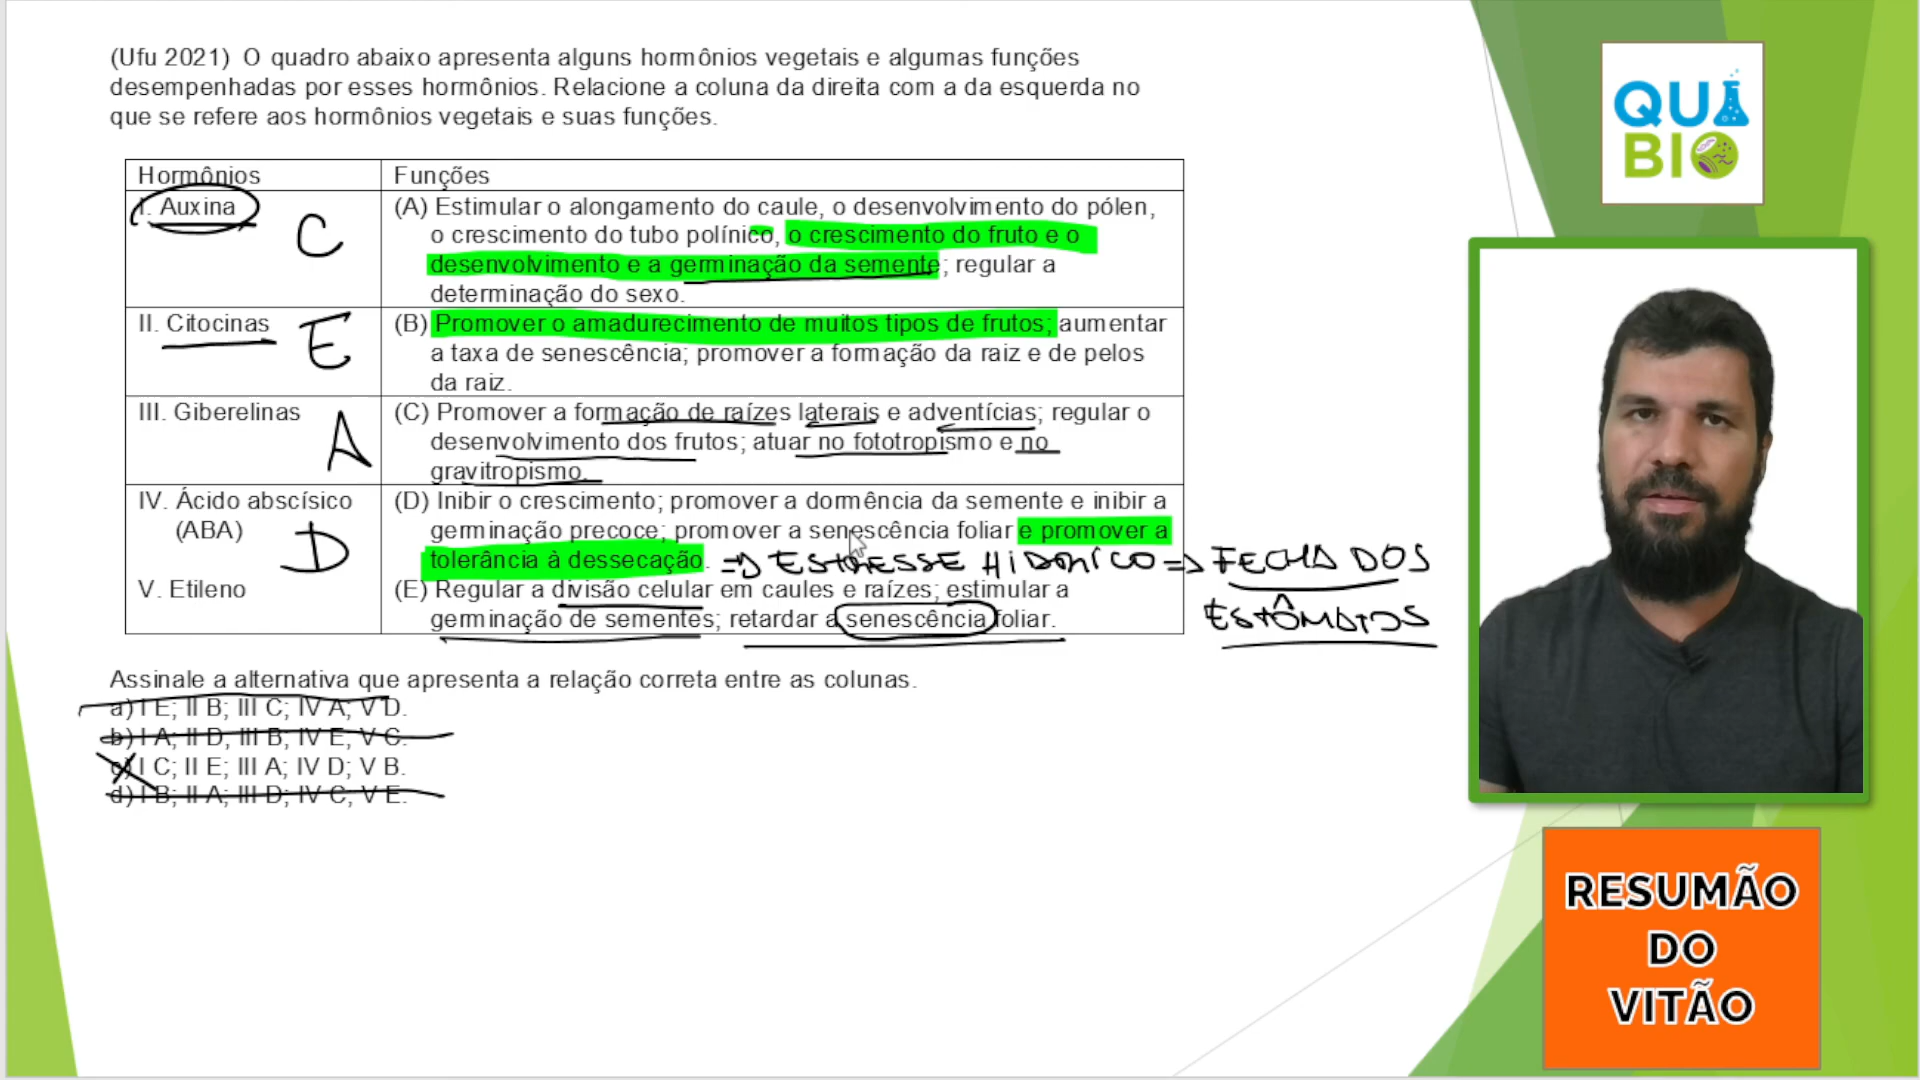 (Ufu 2021) O quadro abaixo apresenta alguns hormônios vegetais e algumas funções
desempenhadas por esses hormônios. Relacione a coluna da direita com a da esquerda no
que se refere aos hormônios vegetais e suas funções.
Hormônios
Funções
I. Auxina
C
(A) Estimular o alongamento do caule, o desenvolvimento do pólen,
o crescimento do tubo polínico, o crescimento do fruto e o
desenvolvimento e a germinação da semente; regular a
determinação do sexo.
II. Citocinas
E
(B) Promover o amadurecimento de muitos tipos de frutos; aumentar
a taxa de senescência; promover a formação da raiz e de pelos
da raiz.
III. Giberelinas
A
(C) Promover a formação de raízes laterais e adventícias; regular o
desenvolvimento dos frutos; atuar no fototropismo e no
gravitropismo.
IV. Ácido abscísico
(ABA)
D
(D) Inibir o crescimento; promover a dormência da semente e inibir a
germinação precoce; promover a senescência foliar e promover a
tolerância à dessecação. => ESTRESSE HÍDRICO => FECHA DOS
ESTÔMATOS
V. Etileno
(E) Regular a divisão celular em caules e raízes; estimular a
germinação de sementes; retardar a senescência foliar.
Assinale a alternativa que apresenta a relação correta entre as colunas.
a) I E; II B; III C; IV A; V D.
b) I A; II D, III B, IV E, V C.
c) I C; II E; III A; IV D; V B.
d) I B; II A; III D; IV C, V E.
QUI
BIO
RESUMÃO
DO
VITÃO